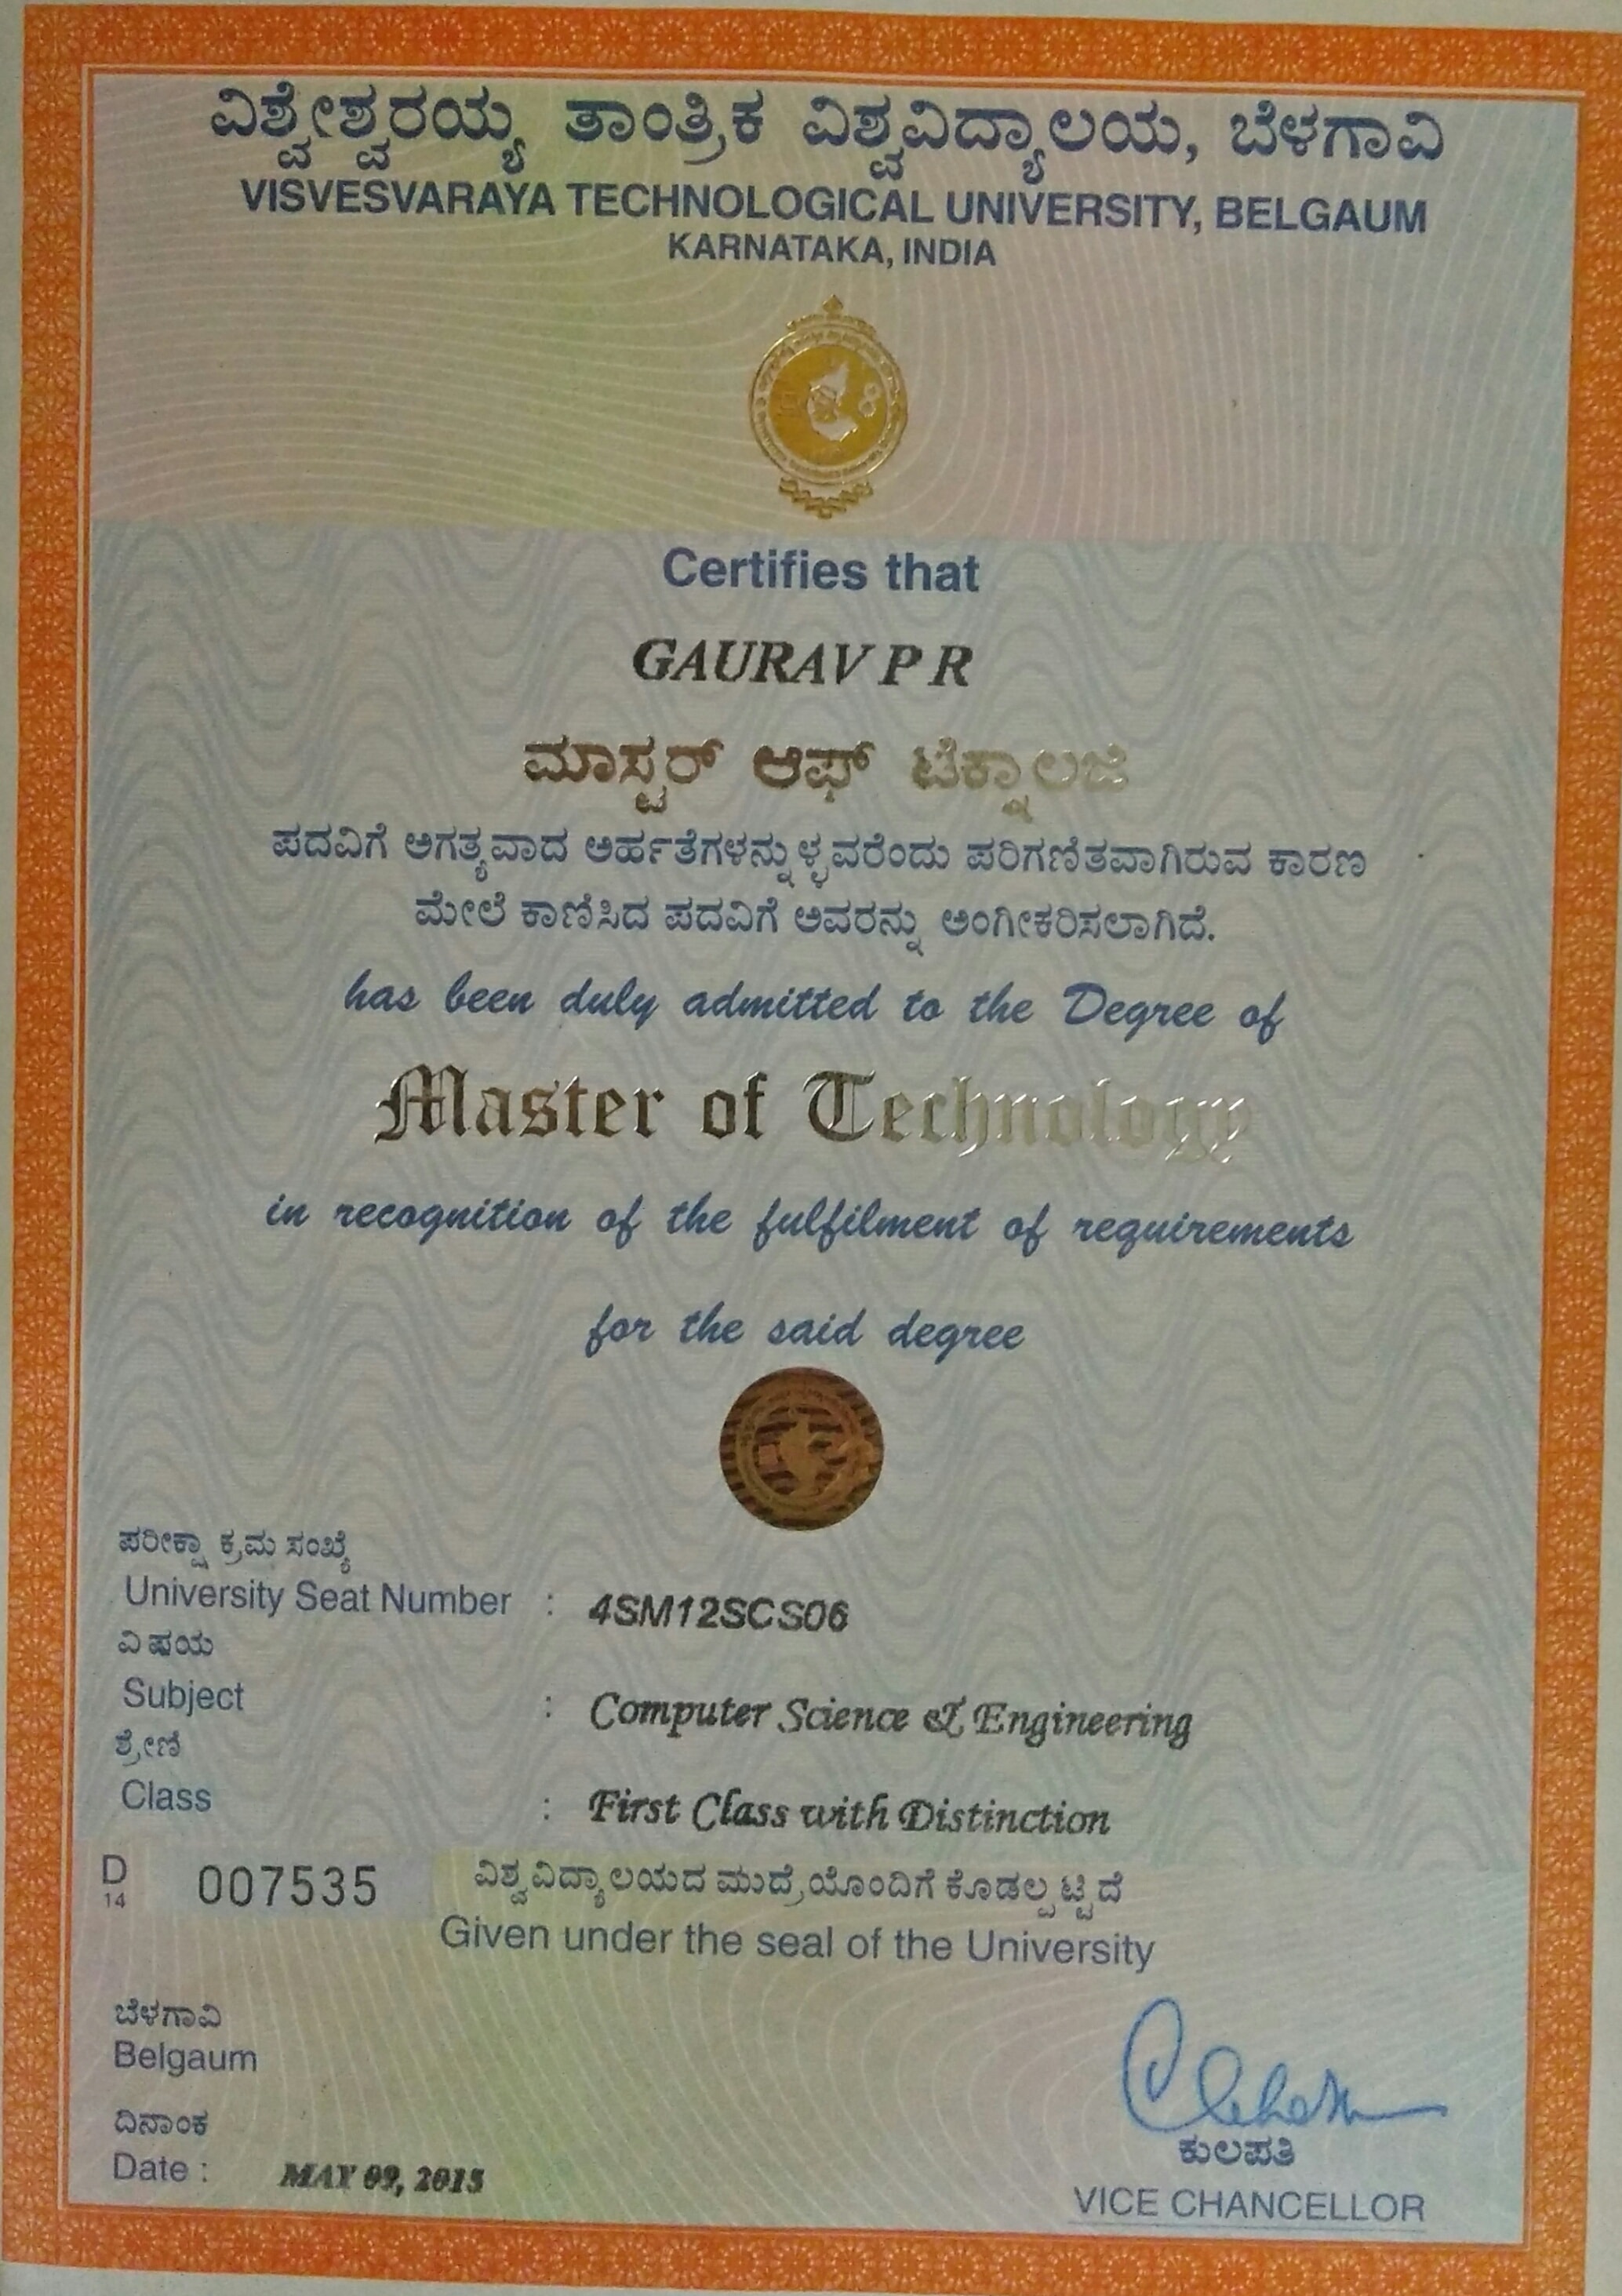 ವಿಶ್ವೇಶ್ವರಯ್ಯ ತಾಂತ್ರಿಕ ವಿಶ್ವವಿದ್ಯಾಲಯ, ಬೆಳಗಾವಿ
VISVESVARAYA TECHNOLOGICAL UNIVERSITY, BELGAUM
KARNATAKA, INDIA
Certifies that
GAURAV P R
ಮಾಸ್ಟರ್ ಆಫ್ ಟೆಕ್ನಾಲಜಿ
ಪದವಿಗೆ ಅಗತ್ಯವಾದ ಅರ್ಹತೆಗಳನ್ನುಳ್ಳವರೆಂದು ಪರಿಗಣಿತವಾಗಿರುವ ಕಾರಣ
ಮೇಲೆ ಕಾಣಿಸಿದ ಪದವಿಗೆ ಅವರನ್ನು ಅಂಗೀಕರಿಸಲಾಗಿದೆ.
has been duly admitted to the Degree of
Master of Technology
in recognition of the fulfilment of requirements
for the said degree
ಪರೀಕ್ಷಾ ಕ್ರಮ ಸಂಖ್ಯೆ
University Seat Number : 4SM12SCS06
ವಿಷಯ
Subject : Computer Science & Engineering
ಶ್ರೇಣಿ
Class : First Class with Distinction
D 14 007535
ವಿಶ್ವವಿದ್ಯಾಲಯದ ಮುದ್ರೆಯೊಂದಿಗೆ ಕೊಡಲ್ಪಟ್ಟಿದೆ
Given under the seal of the University
ಬೆಳಗಾವಿ
Belgaum
ದಿನಾಂಕ
Date : MAY 09, 2015
ಕುಲಪತಿ
VICE CHANCELLOR